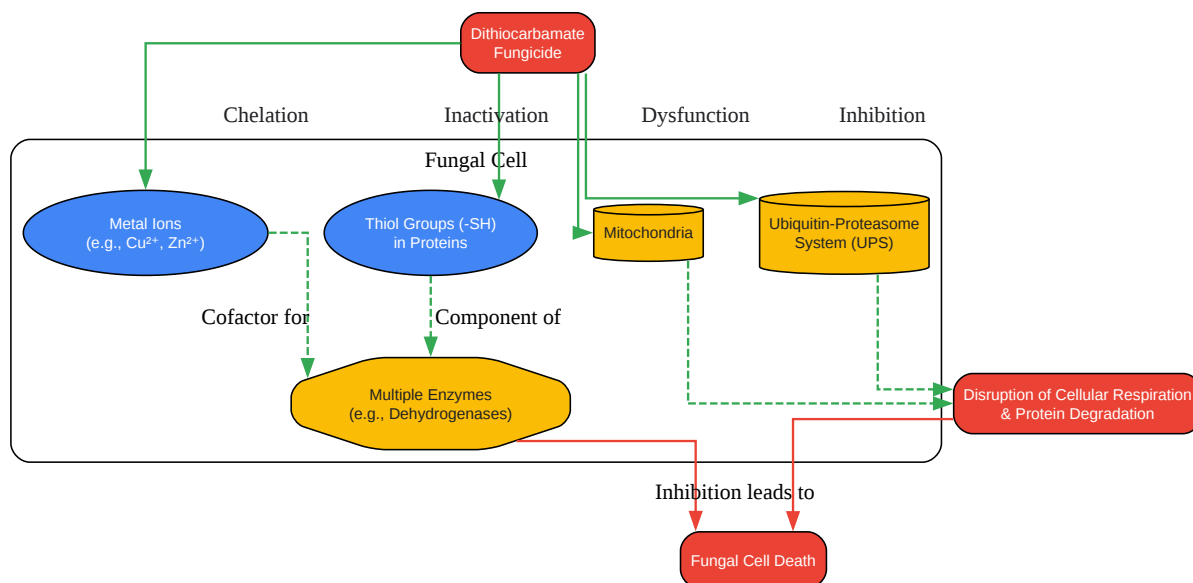 Dithiocarbamate
Fungicide
Chelation
Inactivation
Dysfunction
Inhibition
Fungal Cell
Metal Ions
(e.g., Cu²⁺, Zn²⁺)
Thiol Groups (-SH)
in Proteins
Mitochondria
Ubiquitin-Proteasome
System (UPS)
Cofactor for
Component of
Multiple Enzymes
(e.g., Dehydrogenases)
Disruption of Cellular Respiration
& Protein Degradation
Inhibition leads to
Fungal Cell Death